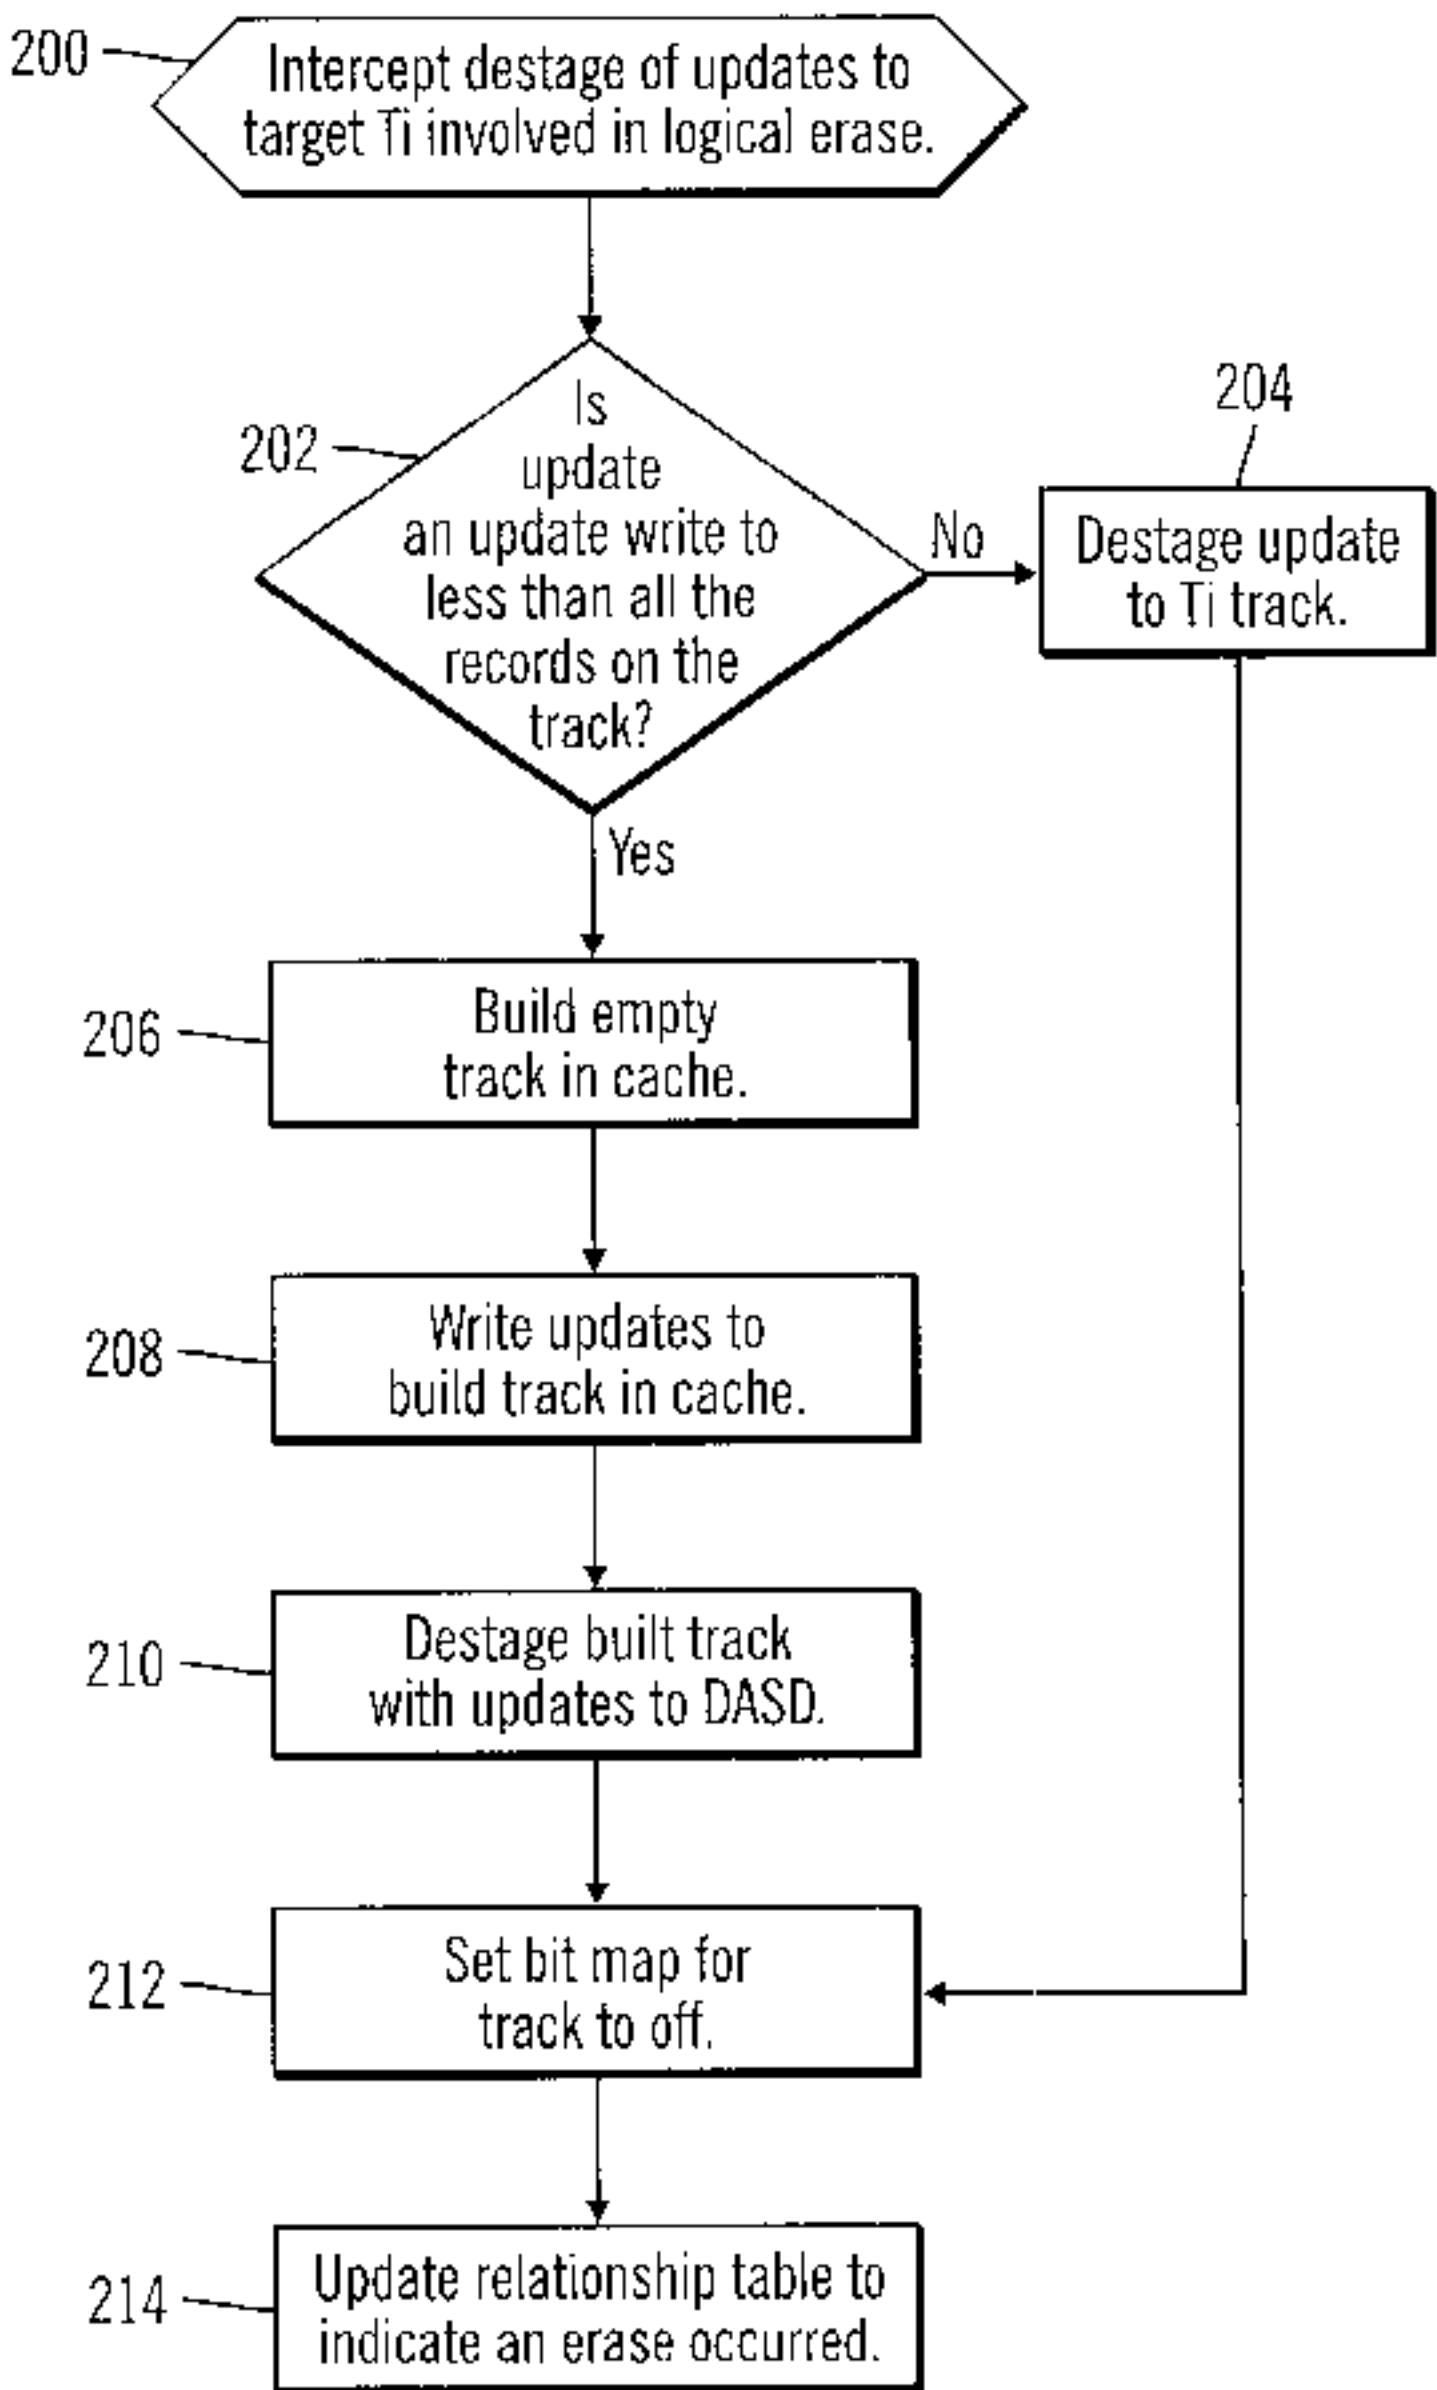 200
Intercept destage of updates to
target Ti involved in logical erase.
202
Is
update
an update write to
less than all the
records on the
track?
No
204
Destage update
to Ti track.
Yes
206
Build empty
track in cache.
208
Write updates to
build track in cache.
210
Destage built track
with updates to DASD.
212
Set bit map for
track to off.
214
Update relationship table to
indicate an erase occurred.